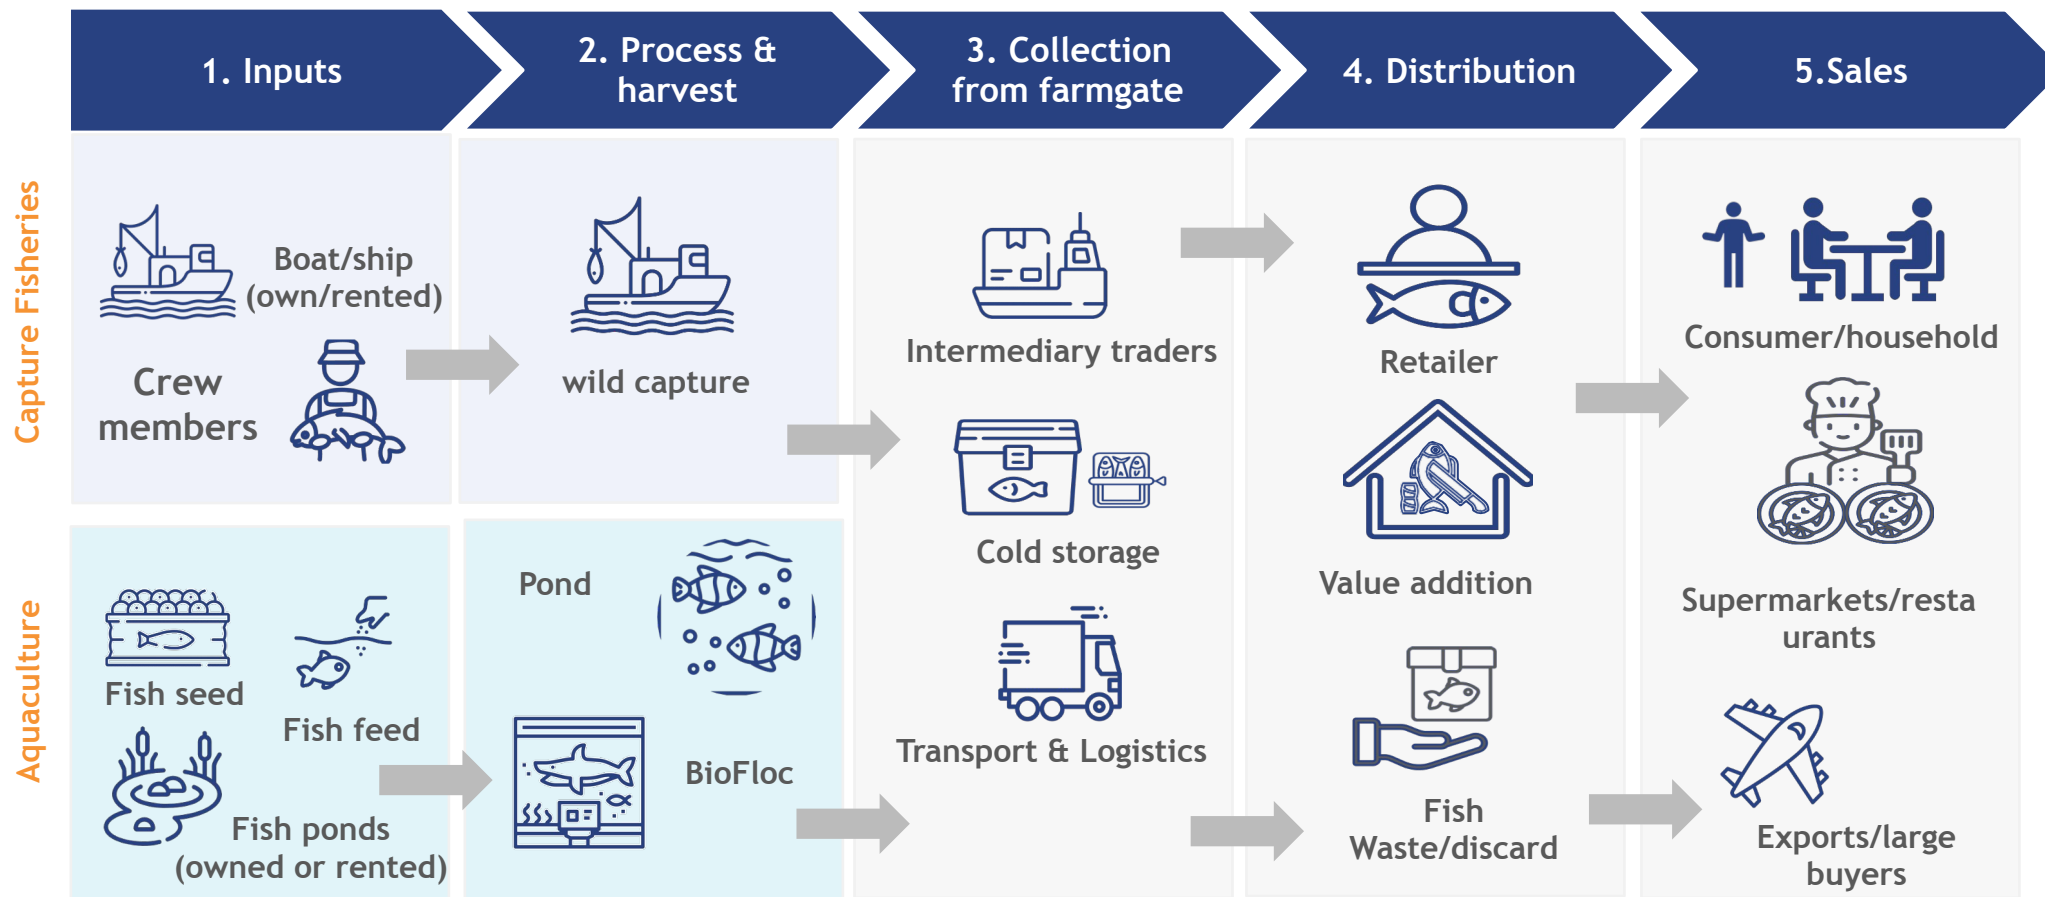 1. Inputs
2. Process &
harvest
3. Collection
from farmgate
4. Distribution
5.Sales
Capture Fisheries
Boat/ship
(own/rented)
Crew
members
wild capture
Intermediary traders
Cold storage
Transport & Logistics
Retailer
Value addition
Fish
Waste/discard
Consumer/household
Supermarkets/resta
urants
Exports/large
buyers
Aquaculture
Fish seed
Fish feed
Fish ponds
(owned or rented)
Pond
BioFloc